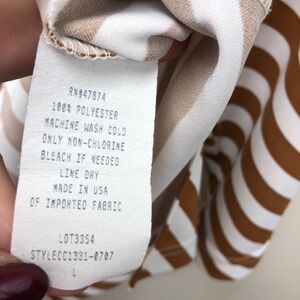 RN#47874
100% POLYESTER
MACHINE WASH COLD
ONLY NON-CHLORINE
BLEACH IF NEEDED
LINE DRY
MADE IN USA
OF IMPORTED FABRIC
LOT3354
STYLECC1331-0707
L